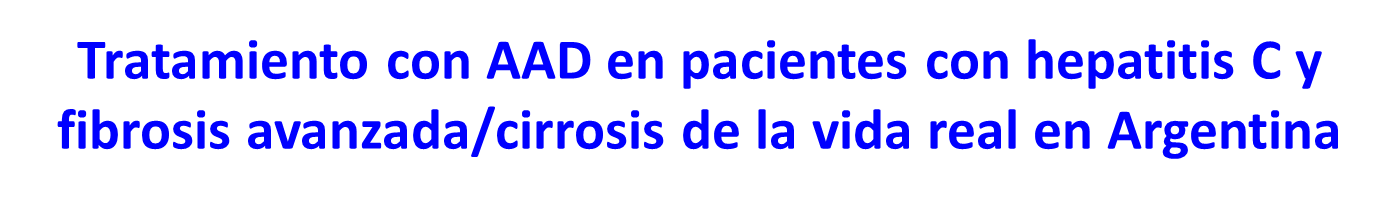 Tratamiento con AAD en pacientes con hepatitis C y
fibrosis avanzada/cirrosis de la vida real en Argentina